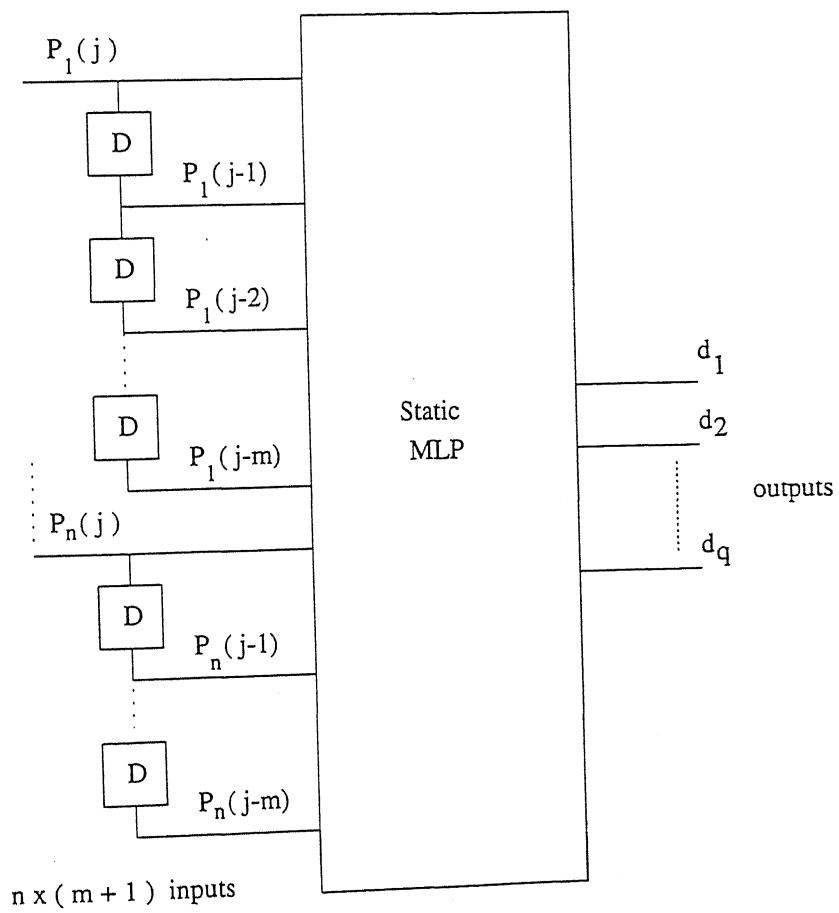 P1(j)
D
P1(j-1)
D
P1(j-2)
D
P1(j-m)
Pn(j)
D
Pn(j-1)
D
Pn(j-m)
n x ( m + 1 ) inputs
Static
MLP
d1
d2
dq
outputs